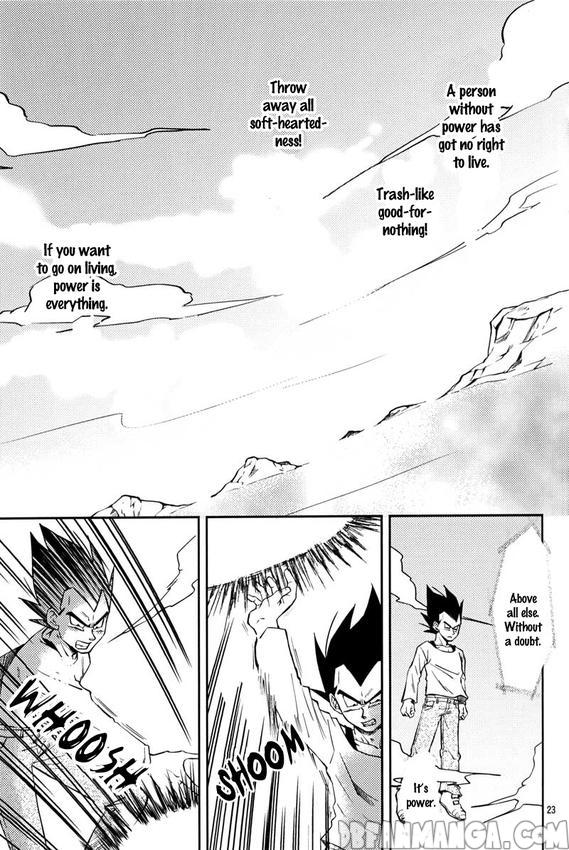 A person
without
power has
got no right
to live.
Trash-like
good-for-
nothing!
Throw
away all
soft-hearted-
ness!
If you want
to go on living,
power is
everything.
Above
all else.
Without
a doubt.
It's
power.
SHOOM
WHOOSH
23
DBFANMANGA.COM